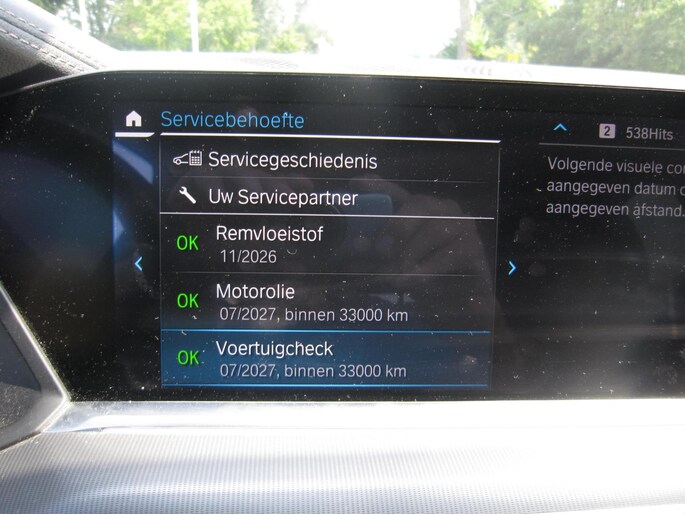 Servicebehoefte
Servicegeschiedenis
Uw Servicepartner
OK Remvloeistof
11/2026
OK Motorolie
07/2027, binnen 33000 km
OK Voertuigcheck
07/2027, binnen 33000 km
2 538Hits
Volgende visuele
aangegeven datum
aangegeven afstand.